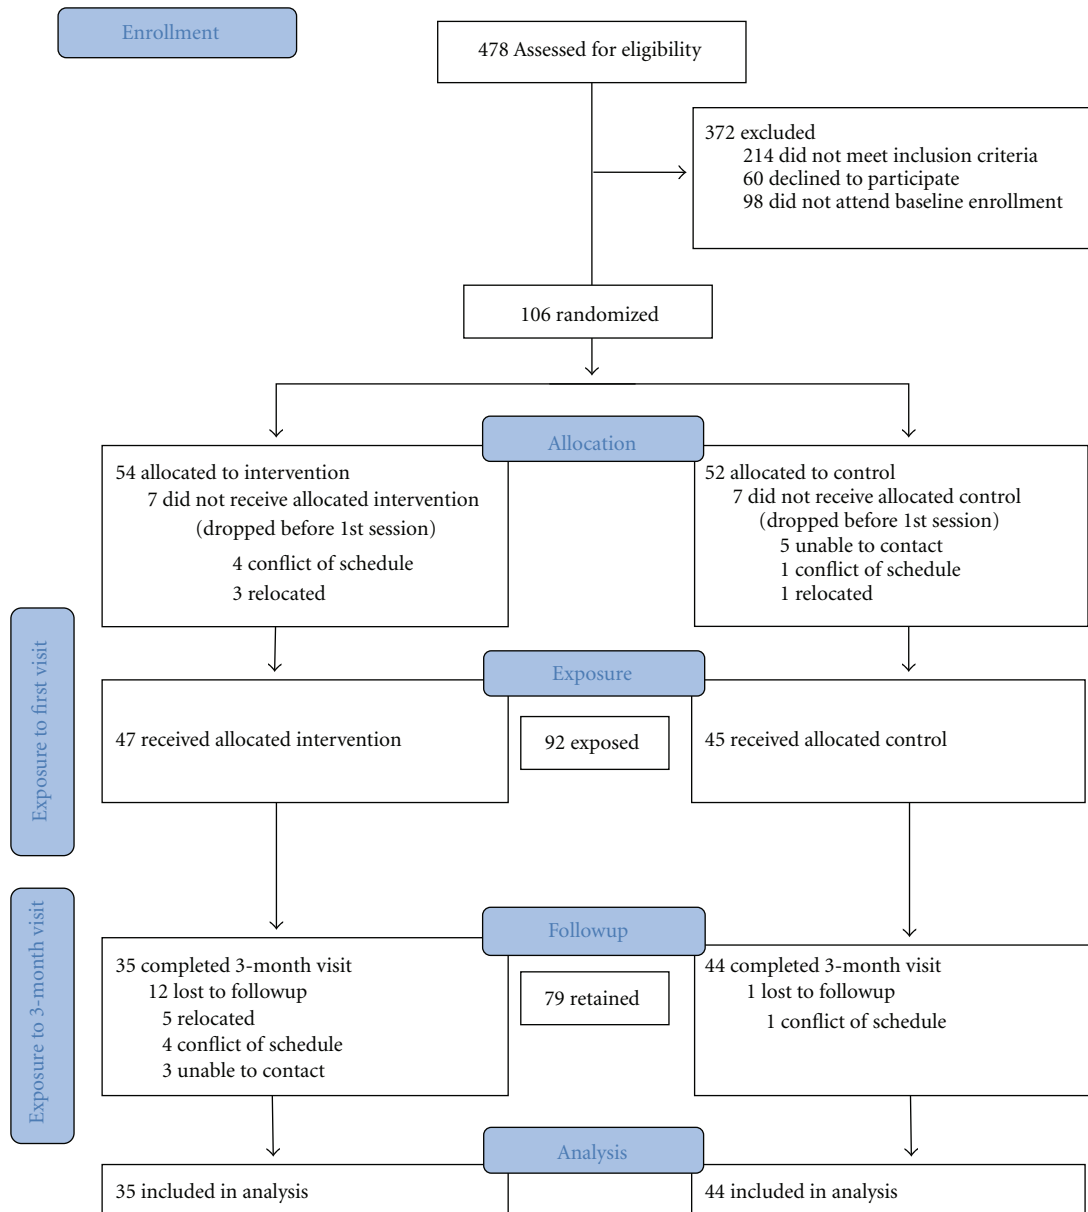 Enrollment
478 Assessed for eligibility
372 excluded
214 did not meet inclusion criteria
60 declined to participate
98 did not attend baseline enrollment
106 randomized
Allocation
54 allocated to intervention
7 did not receive allocated intervention
(dropped before 1st session)
4 conflict of schedule
3 relocated
52 allocated to control
7 did not receive allocated control
(dropped before 1st session)
5 unable to contact
1 conflict of schedule
1 relocated
Exposure to first visit
Exposure
47 received allocated intervention
92 exposed
45 received allocated control
Exposure to 3-month visit
Followup
35 completed 3-month visit
12 lost to followup
5 relocated
4 conflict of schedule
3 unable to contact
79 retained
44 completed 3-month visit
1 lost to followup
1 conflict of schedule
Analysis
35 included in analysis
44 included in analysis